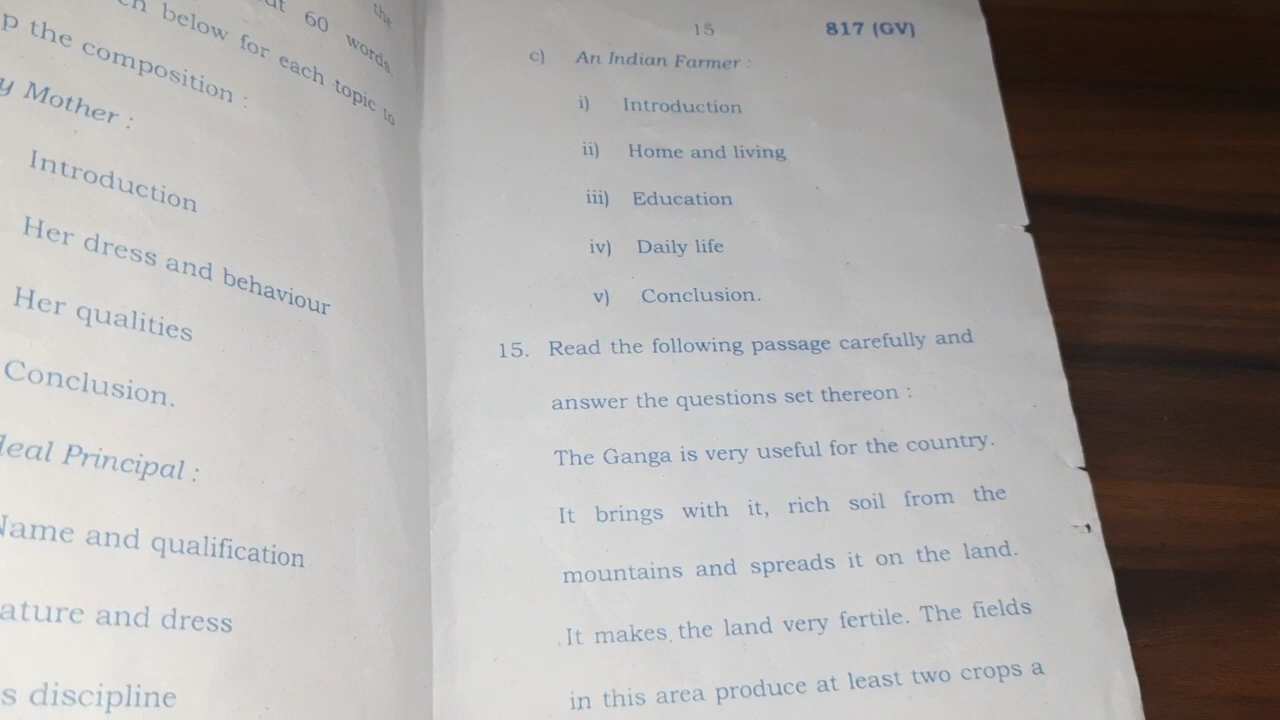 the
60 words.
below for each topic to
p the composition :
y Mother :
Introduction
Her dress and behaviour
Her qualities
Conclusion.
deal Principal :
Name and qualification
ature and dress
s discipline
15 817 (GV)
c) An Indian Farmer :
i) Introduction
ii) Home and living
iii) Education
iv) Daily life
v) Conclusion.
15. Read the following passage carefully and
answer the questions set thereon :
The Ganga is very useful for the country.
It brings with it, rich soil from the
mountains and spreads it on the land.
It makes the land very fertile. The fields
in this area produce at least two crops a